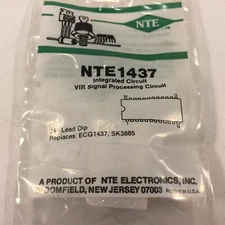 NTE
NTE1437
Integrated Circuit
VIR Signal Processing Circuit
24-Lead Dip
Replaces: ECG1437, SK3885
A PRODUCT OF NTE ELECTRONICS, INC.
BLOOMFIELD, NEW JERSEY 07003